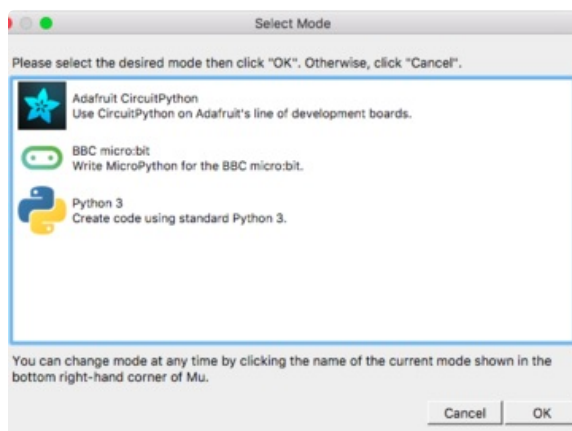 Select Mode
Please select the desired mode then click "OK". Otherwise, click "Cancel".
Adafruit CircuitPython
Use CircuitPython on Adafruit's line of development boards.
BBC micro:bit
Write MicroPython for the BBC micro:bit.
Python 3
Create code using standard Python 3.
You can change mode at any time by clicking the name of the current mode shown in the
bottom right-hand corner of Mu.
Cancel OK